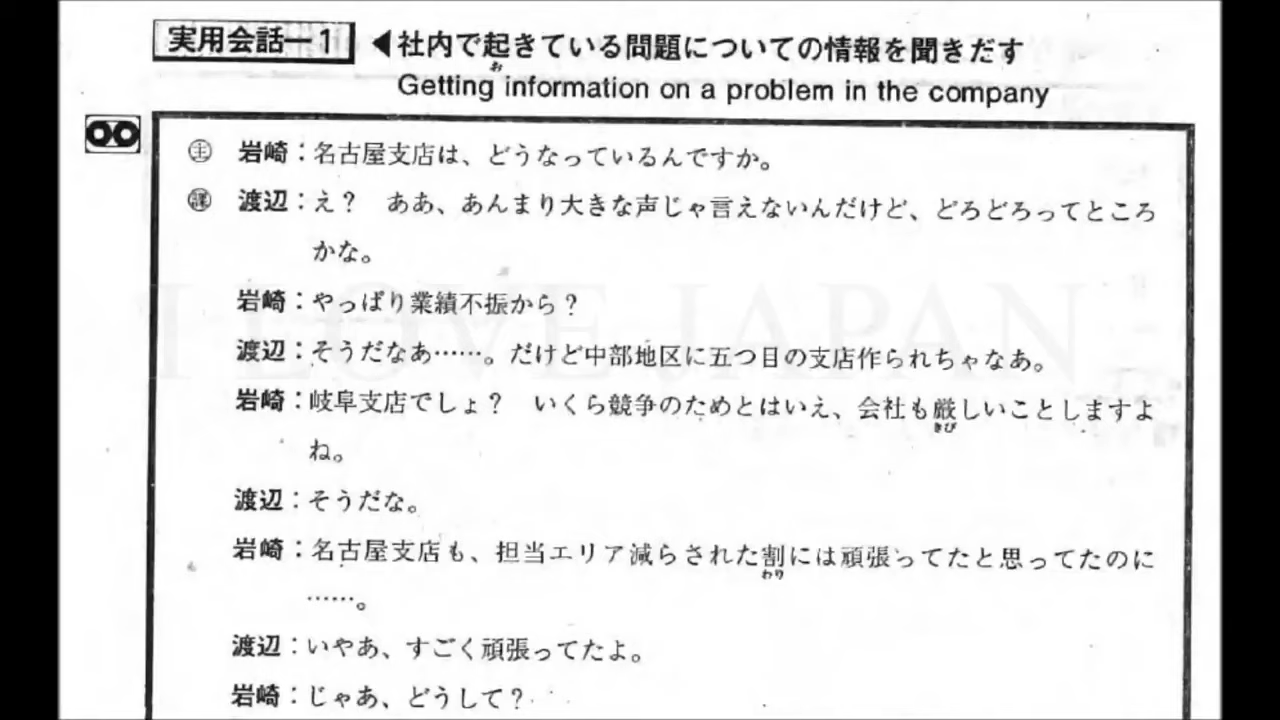 実用会話―1 ◀社内で起きている問題についての情報を聞きだす
お
Getting information on a problem in the company
主 岩崎：名古屋支店は、どうなっているんですか。
課 渡辺：え？　ああ、あんまり大きな声じゃ言えないんだけど、どろどろってところ
かな。
岩崎：やっぱり業績不振から？
渡辺：そうだなあ……。だけど中部地区に五つ目の支店作られちゃなあ。
岩崎：岐阜支店でしょ？　いくら競争のためとはいえ、会社も厳しいことしますよ
きび
ね。
渡辺：そうだな。
岩崎：名古屋支店も、担当エリア減らされた割には頑張ってたと思ってたのに
わり
……。
渡辺：いやあ、すごく頑張ってたよ。
岩崎：じゃあ、どうして？
I LOVE JAPAN